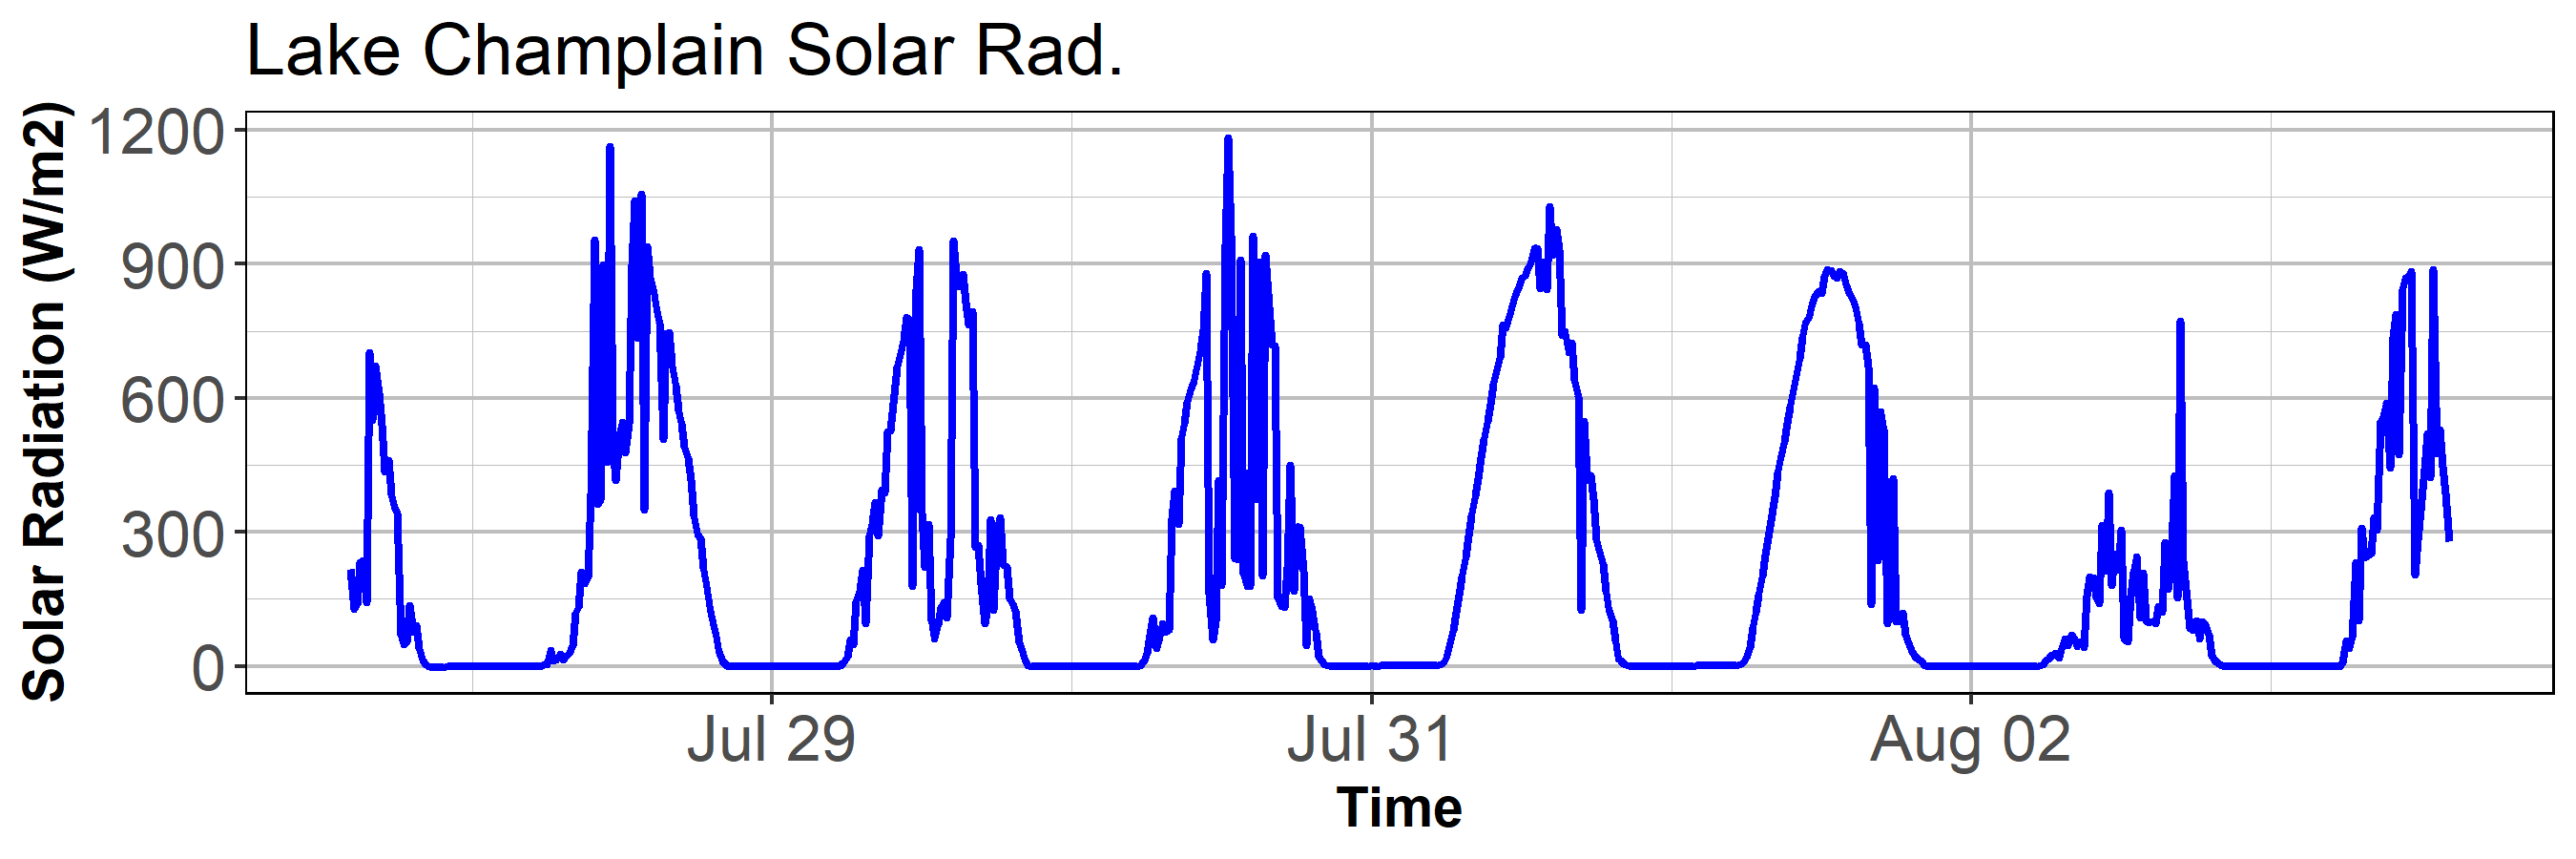 Lake Champlain Solar Rad.
Solar Radiation (W/m2)
1200
900
600
300
0
Jul 29
Jul 31
Aug 02
Time